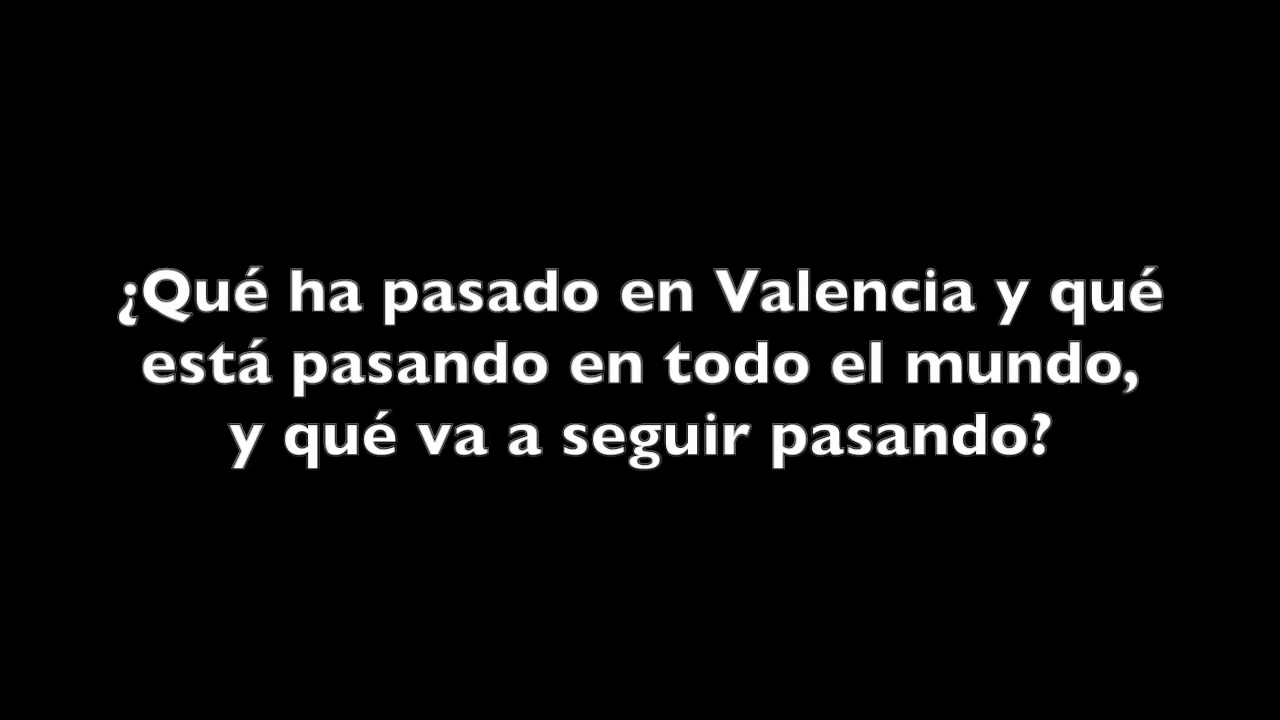 ¿Qué ha pasado en Valencia y qué
está pasando en todo el mundo,
y qué va a seguir pasando?